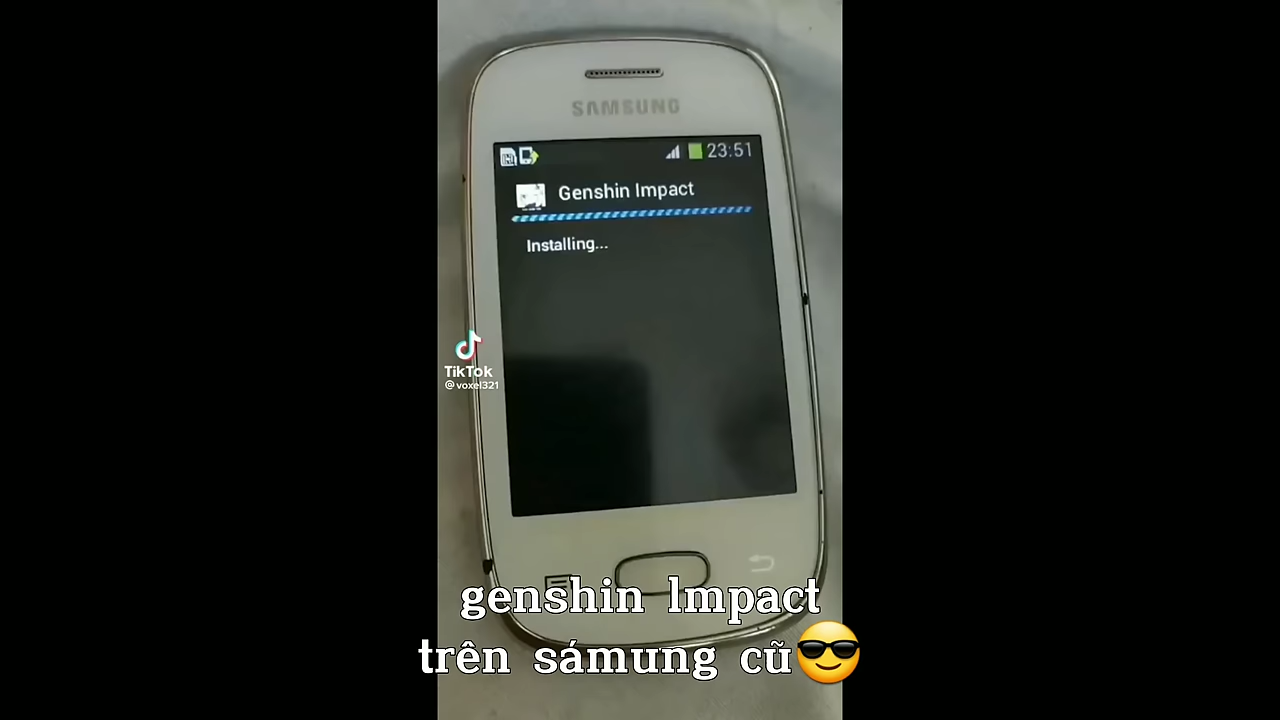 SAMSUNG
23:51
Genshin Impact
Installing...
TikTok
@voxel321
genshin lmpact
trên sámung cũ😎